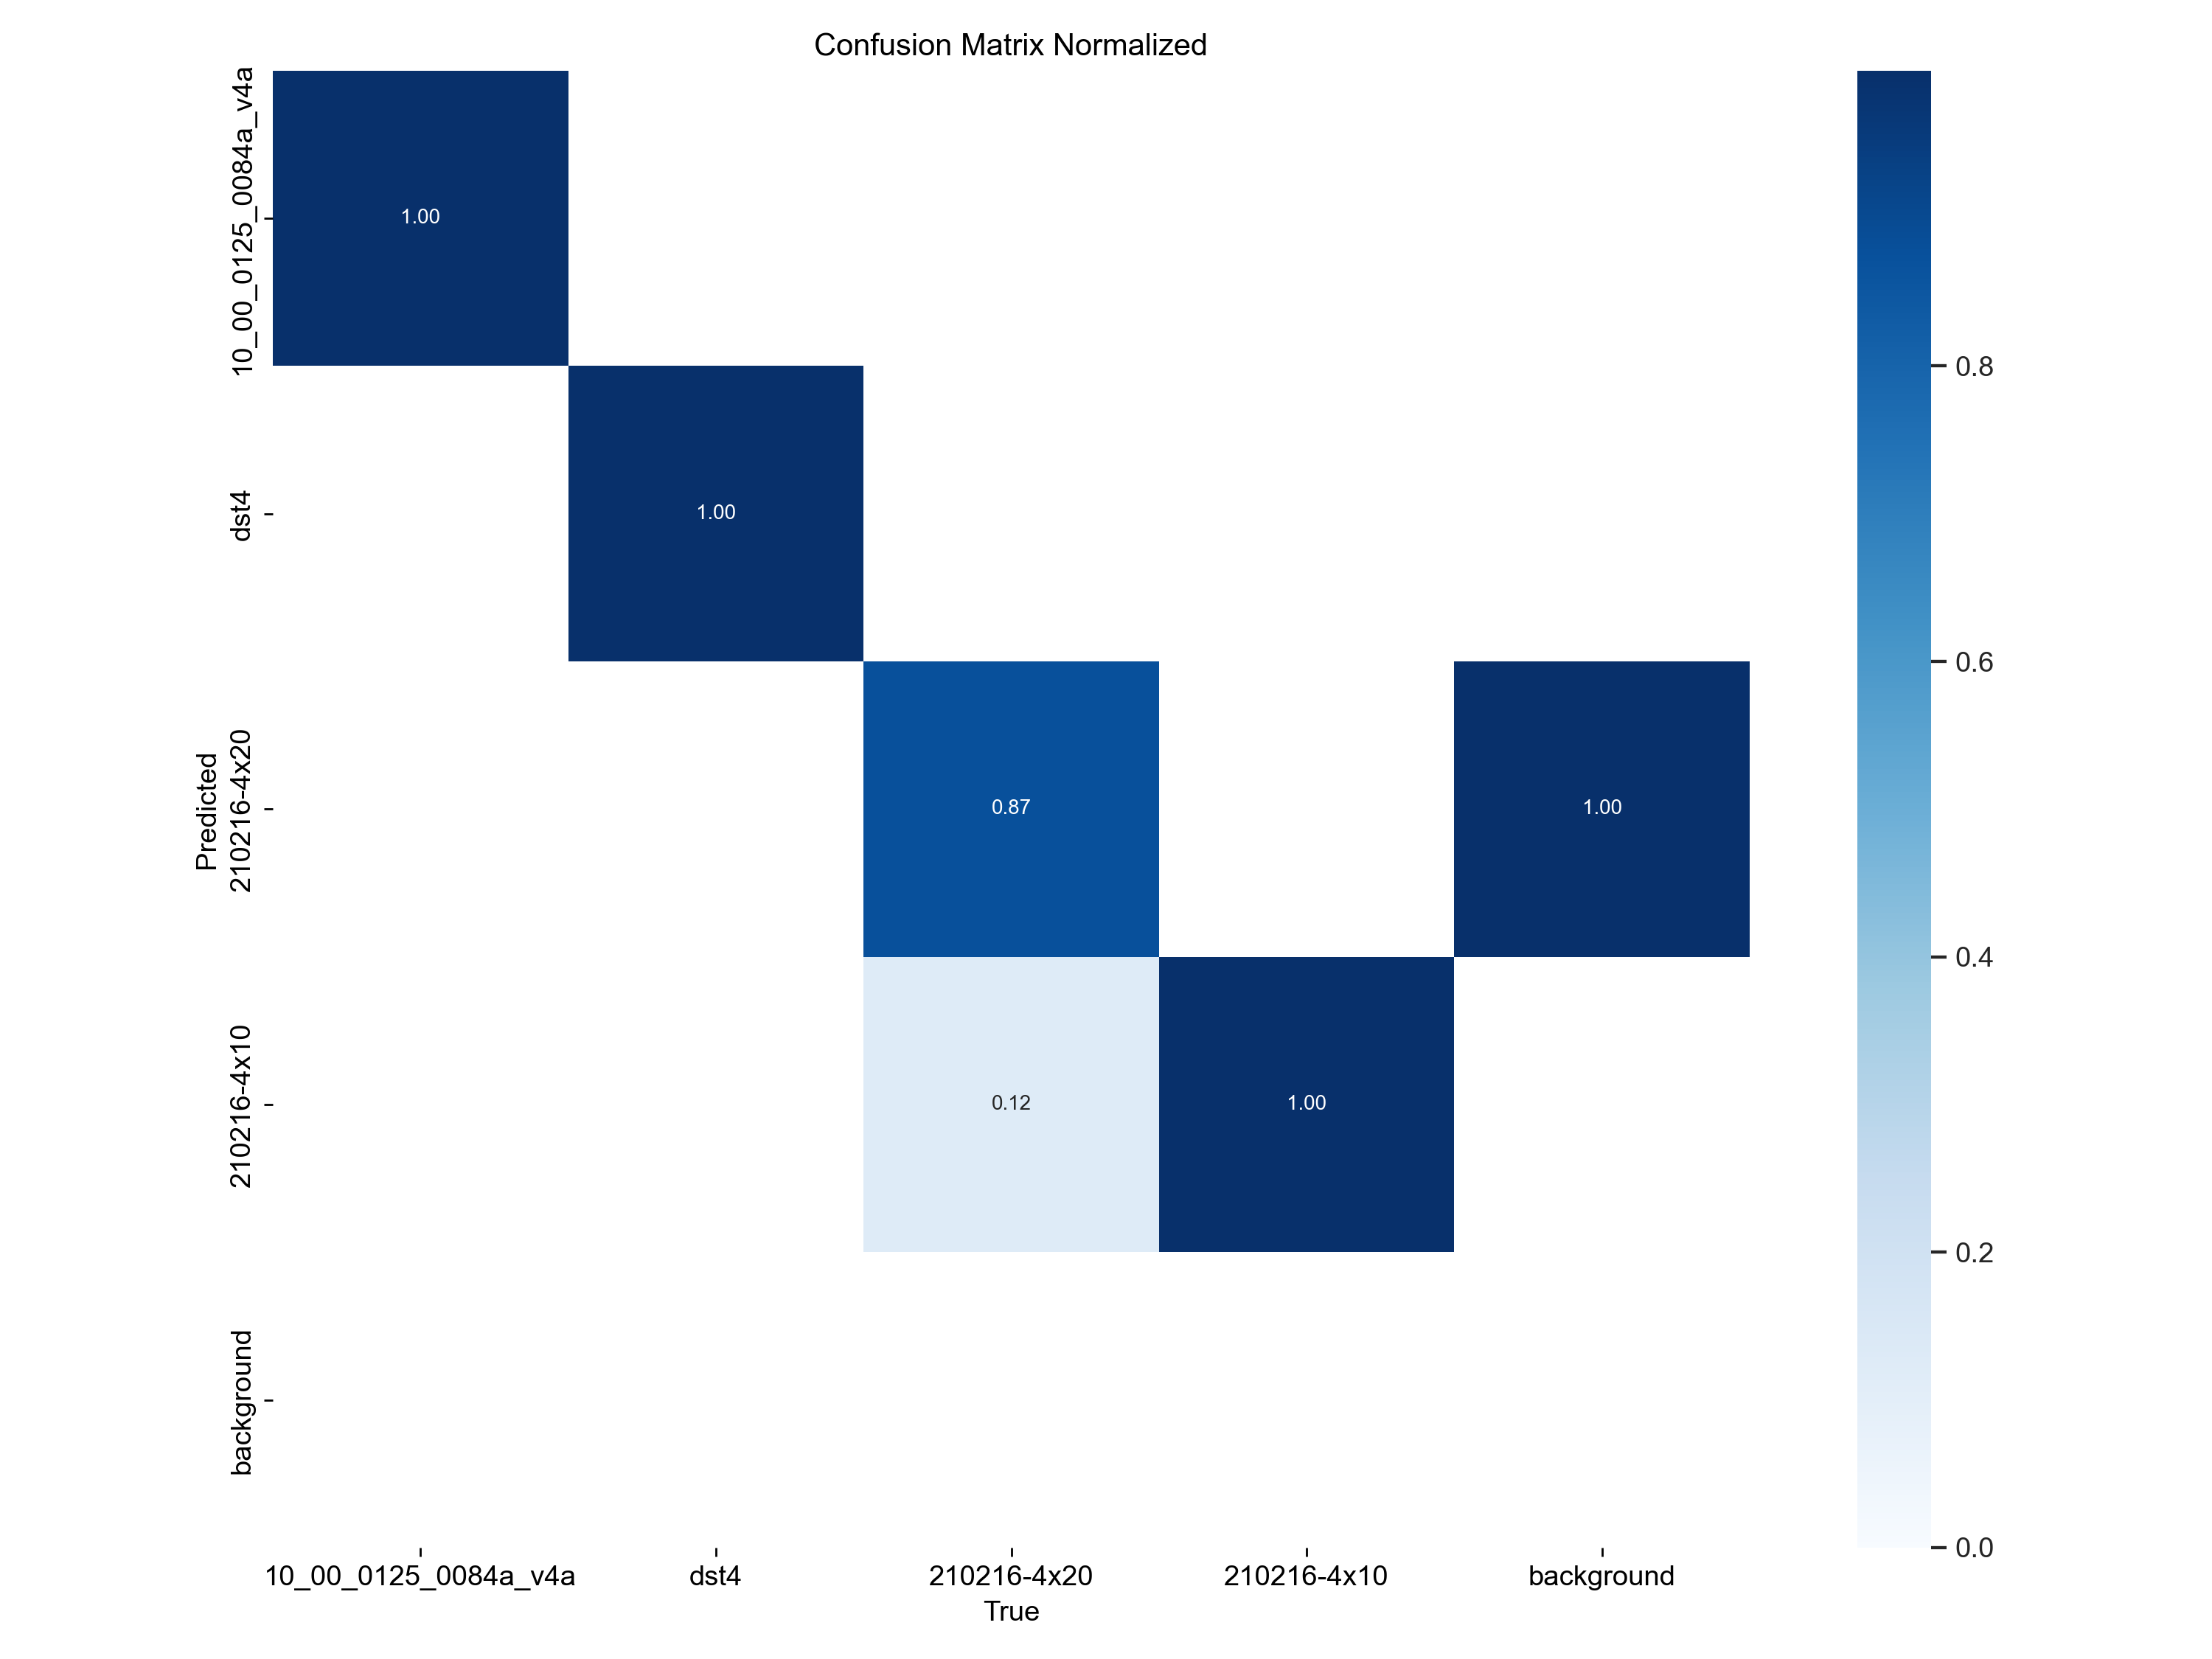 Confusion Matrix Normalized
10_00_0125_0084a_v4a
dst4
210216-4x20
210216-4x10
background
Predicted
1.00
1.00
0.87
1.00
0.12
1.00
0.8
0.6
0.4
0.2
0.0
10_00_0125_0084a_v4a
dst4
210216-4x20
210216-4x10
background
True